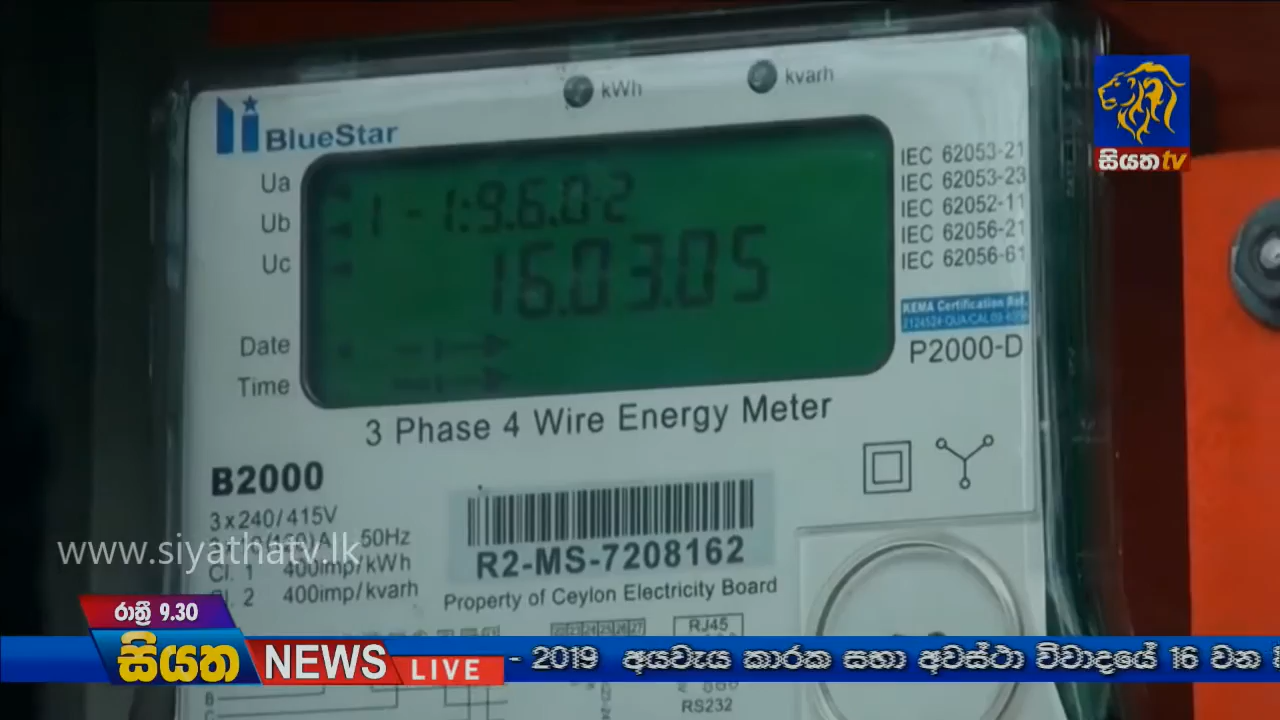 kWh
kvarh
BlueStar
Ua
Ub
Uc
Date
Time
1-1:9.6.0.2
16.03.05
IEC 62053-21
IEC 62053-23
IEC 62052-11
IEC 62056-21
IEC 62056-61
KEMA Certification Ref.
P2000-D
සියත tv
3 Phase 4 Wire Energy Meter
B2000
3x240/415V
50Hz
Cl. 1 400imp/kWh
Cl. 2 400imp/kvarh
R2-MS-7208162
Property of Ceylon Electricity Board
RJ45
RS232
www.siyathatv.lk
රාත්‍රී 9.30
සියත NEWS LIVE
- 2019 අයවැය කාරක සභා අවස්ථා විවාදයේ 16 වන